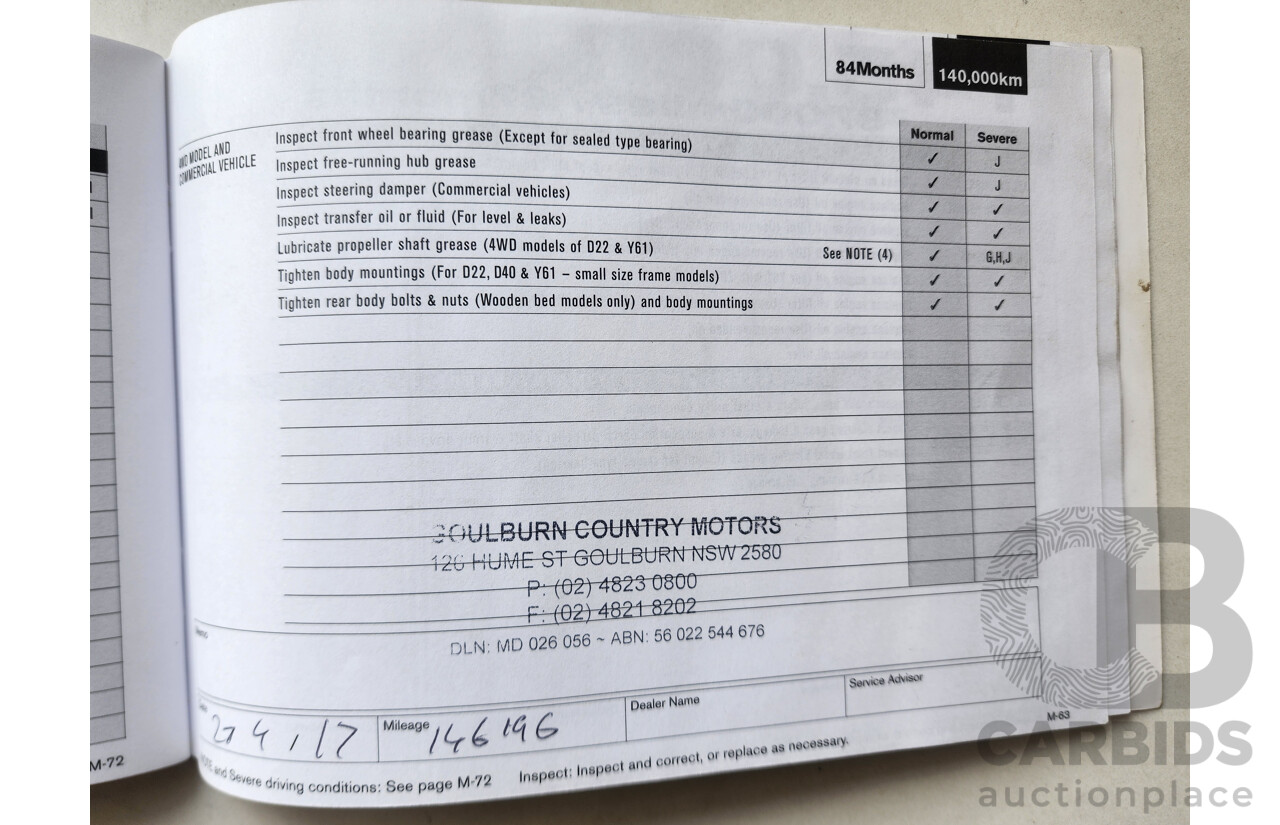 84Months 140,000km
Normal Severe
4WD MODEL AND
COMMERCIAL VEHICLE
Inspect front wheel bearing grease (Except for sealed type bearing) ✓ J
Inspect free-running hub grease ✓ J
Inspect steering damper (Commercial vehicles) ✓ ✓
Inspect transfer oil or fluid (For level & leaks) ✓ ✓
Lubricate propeller shaft grease (4WD models of D22 & Y61) See NOTE (4) ✓ G,H,J
Tighten body mountings (For D22, D40 & Y61 – small size frame models) ✓ ✓
Tighten rear body bolts & nuts (Wooden bed models only) and body mountings ✓ ✓
GOULBURN COUNTRY MOTORS
126 HUME ST GOULBURN NSW 2580
P: (02) 4823 0800
F: (02) 4821 8202
DLN: MD 026 056 ~ ABN: 56 022 544 676
Memo
Date 27 4 , 17 Mileage 146196 Dealer Name Service Advisor
NOTE and Severe driving conditions: See page M-72 Inspect: Inspect and correct, or replace as necessary.
M-63
M-72
CB
CARBIDS
auctionplace